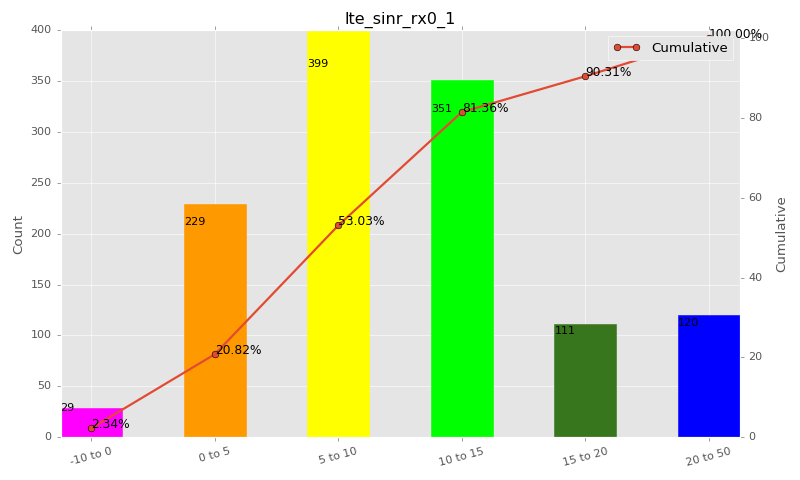 lte_sinr_rx0_1
400
350
300
250
200
150
100
50
0
Count
100
80
60
40
20
0
Cumulative
Cumulative
29
229
399
351
111
120
2.34%
20.82%
53.03%
81.36%
90.31%
100.00%
-10 to 0
0 to 5
5 to 10
10 to 15
15 to 20
20 to 50